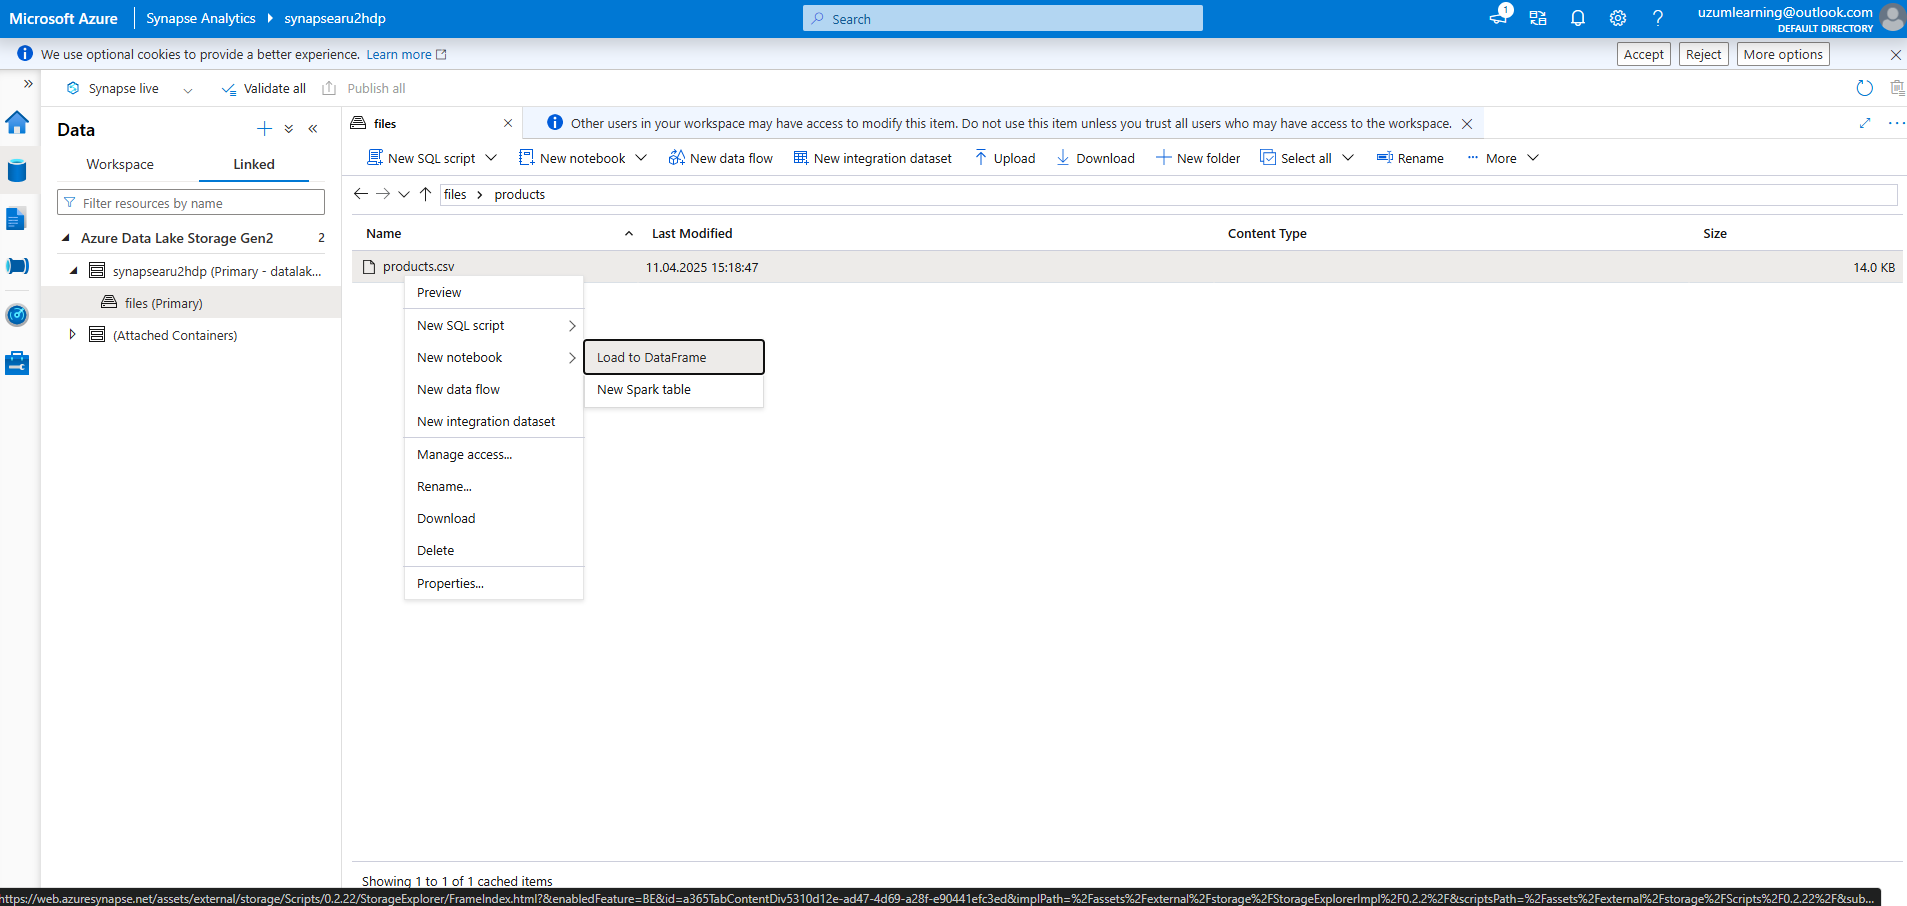 Microsoft Azure
Synapse Analytics
synapsearu2hdp
Search
1
uzumlearning@outlook.com
DEFAULT DIRECTORY
We use optional cookies to provide a better experience. Learn more
Accept
Reject
More options
Synapse live
Validate all
Publish all
Data
Workspace
Linked
Filter resources by name
Azure Data Lake Storage Gen2 2
synapsearu2hdp (Primary - datalak...
files (Primary)
(Attached Containers)
files
Other users in your workspace may have access to modify this item. Do not use this item unless you trust all users who may have access to the workspace.
New SQL script
New notebook
New data flow
New integration dataset
Upload
Download
New folder
Select all
Rename
More
files > products
Name
Last Modified
Content Type
Size
products.csv
11.04.2025 15:18:47
14.0 KB
Preview
New SQL script
New notebook
New data flow
New integration dataset
Manage access...
Rename...
Download
Delete
Properties...
Load to DataFrame
New Spark table
Showing 1 to 1 of 1 cached items
https://web.azuresynapse.net/assets/external/storage/Scripts/0.2.22/StorageExplorer/FrameIndex.html?&enabledFeature=BE&id=a365TabContentDiv5310d12e-ad47-4d69-a28f-e90441efc3ed&implPath=%2Fassets%2Fexternal%2Fstorage%2FStorageExplorerImpl%2F0.2.2%2F&scriptsPath=%2Fassets%2Fexternal%2Fstorage%2FScripts%2F0.2.22%2F&sub...